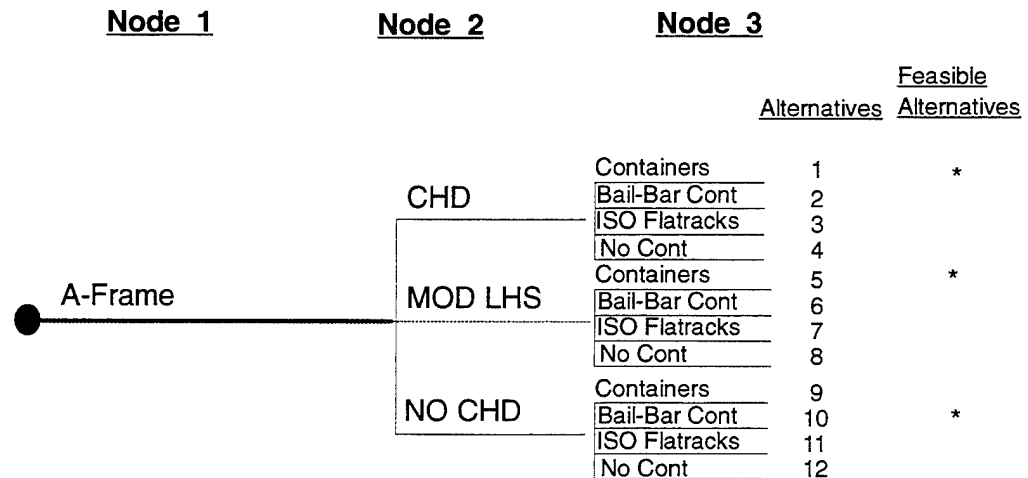 Node 1 Node 2 Node 3
Feasible
Alternatives Alternatives
Containers 1 *
CHD Bail-Bar Cont 2
ISO Flatracks 3
No Cont 4
Containers 5 *
A-Frame MOD LHS Bail-Bar Cont 6
ISO Flatracks 7
No Cont 8
Containers 9
NO CHD Bail-Bar Cont 10 *
ISO Flatracks 11
No Cont 12